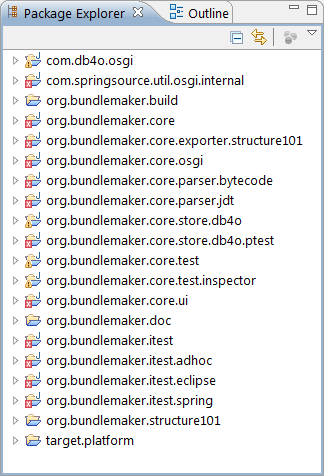 Package Explorer
Outline
com.db4o.osgi
com.springsource.util.osgi.internal
org.bundlemaker.build
org.bundlemaker.core
org.bundlemaker.core.exporter.structure101
org.bundlemaker.core.osgi
org.bundlemaker.core.parser.bytecode
org.bundlemaker.core.parser.jdt
org.bundlemaker.core.store.db4o
org.bundlemaker.core.store.db4o.ptest
org.bundlemaker.core.test
org.bundlemaker.core.test.inspector
org.bundlemaker.core.ui
org.bundlemaker.doc
org.bundlemaker.itest
org.bundlemaker.itest.adhoc
org.bundlemaker.itest.eclipse
org.bundlemaker.itest.spring
org.bundlemaker.structure101
target.platform